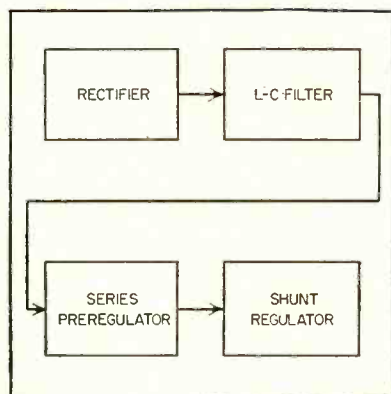 RECTIFIER
L-C FILTER
SERIES
PREREGULATOR
SHUNT
REGULATOR